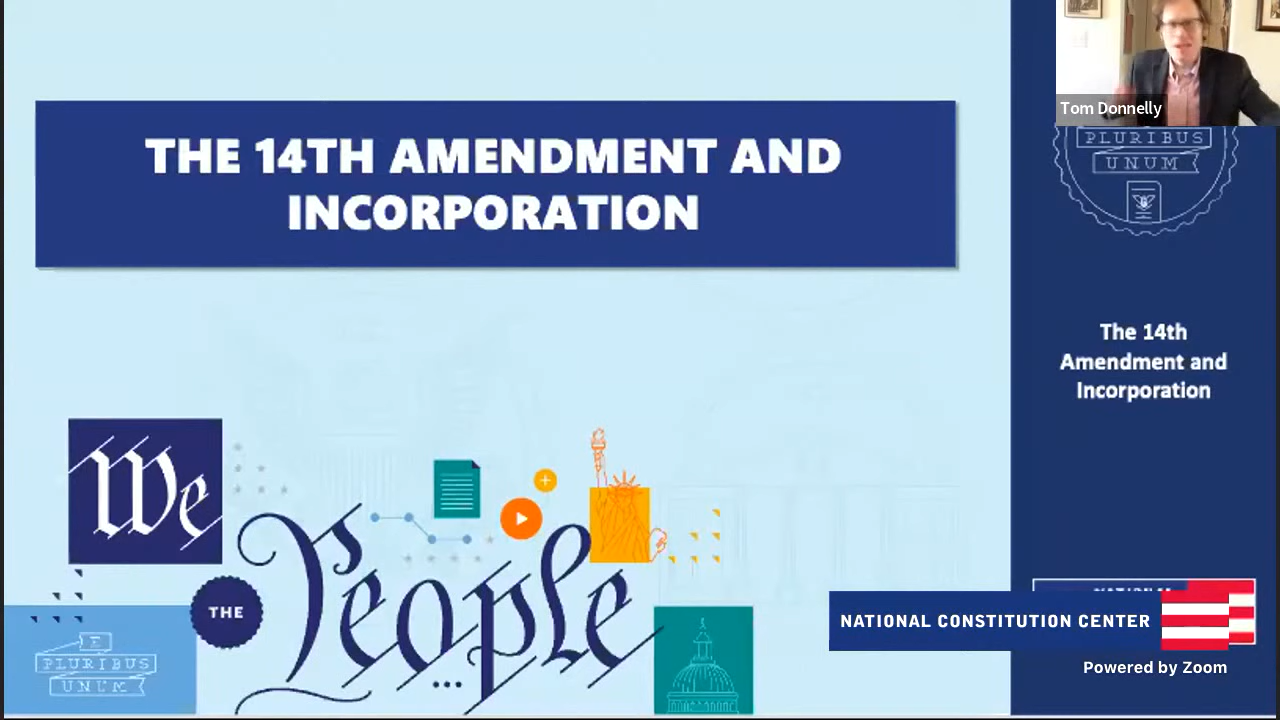 Tom Donnelly
PLURIBUS
UNUM
THE 14TH AMENDMENT AND
INCORPORATION
The 14th
Amendment and
Incorporation
We
THE
People
E
PLURIBUS
UNUM
NATIONAL
NATIONAL CONSTITUTION CENTER
Powered by Zoom